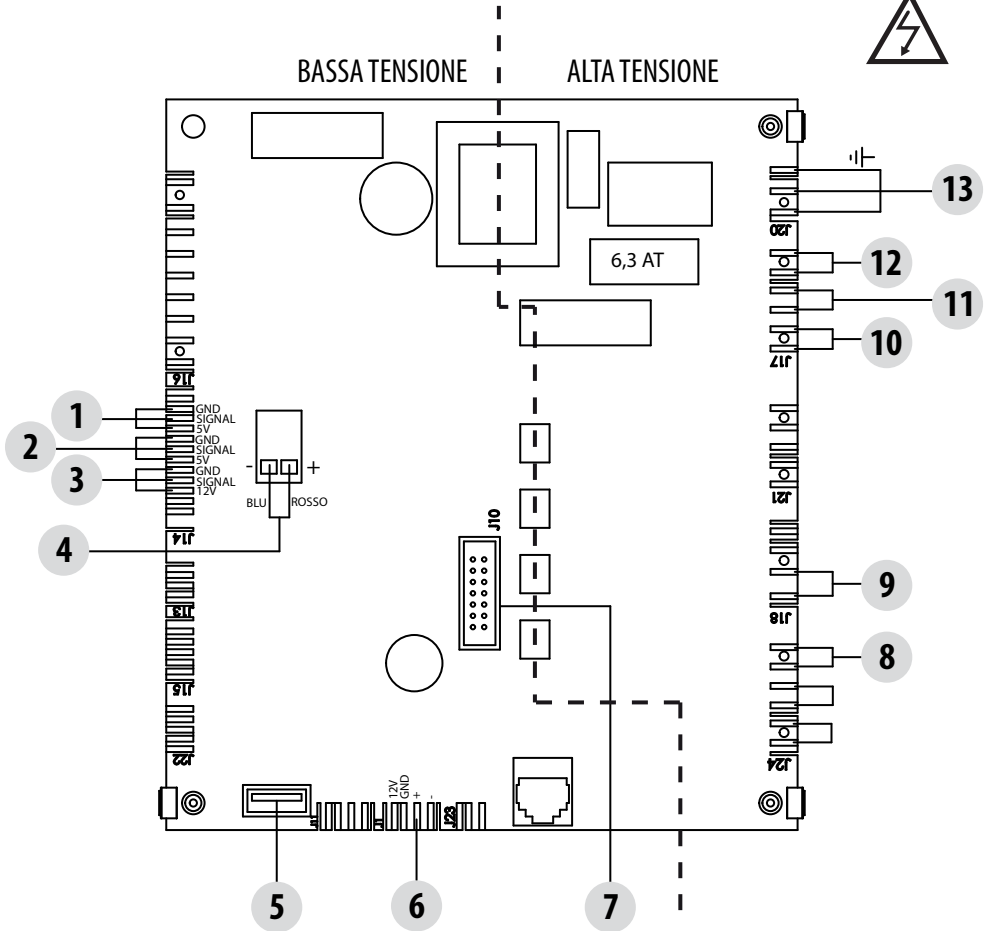 BASSA TENSIONE
ALTA TENSIONE
6,3 AT
J20
13
12
11
J17
10
J16
1
GND
SIGNAL
5V
2
GND
SIGNAL
5V
3
GND
SIGNAL
12V
- +
BLU ROSSO
4
J14
J10
J21
J13
J18
9
J15
8
J22
J24
12V
GND
+
-
J11
J1
J23
5
6
7